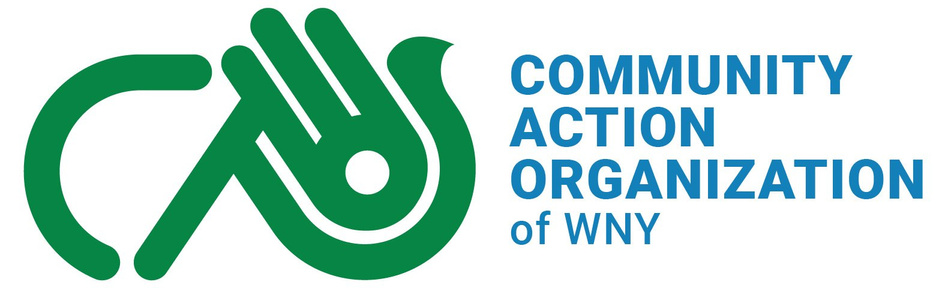 COMMUNITY
ACTION
ORGANIZATION
of WNY